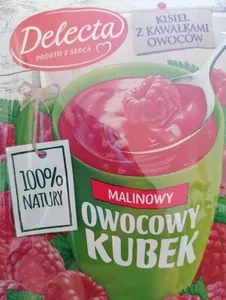 Delecta
PROSTO Z SERCA
KISIEL
Z KAWAŁKAMI
OWOCÓW
100%
NATURY
MALINOWY
OWOCOWY
KUBEK